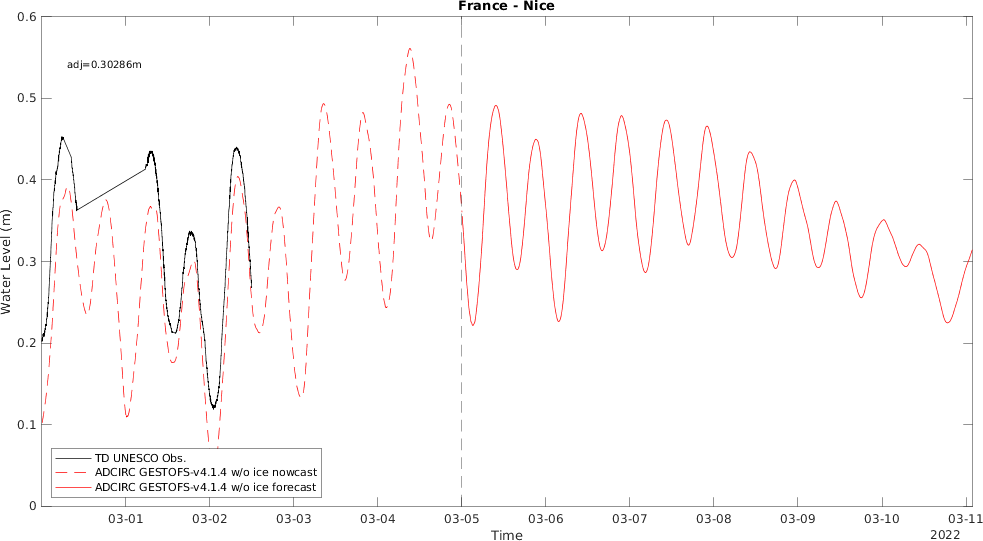 France - Nice
0.6
adj=0.30286m
0.5
0.4
0.3
0.2
0.1
0
Water Level (m)
TD UNESCO Obs.
ADCIRC GESTOFS-v4.1.4 w/o ice nowcast
ADCIRC GESTOFS-v4.1.4 w/o ice forecast
03-01 03-02 03-03 03-04 03-05 03-06 03-07 03-08 03-09 03-10 03-11
Time
2022